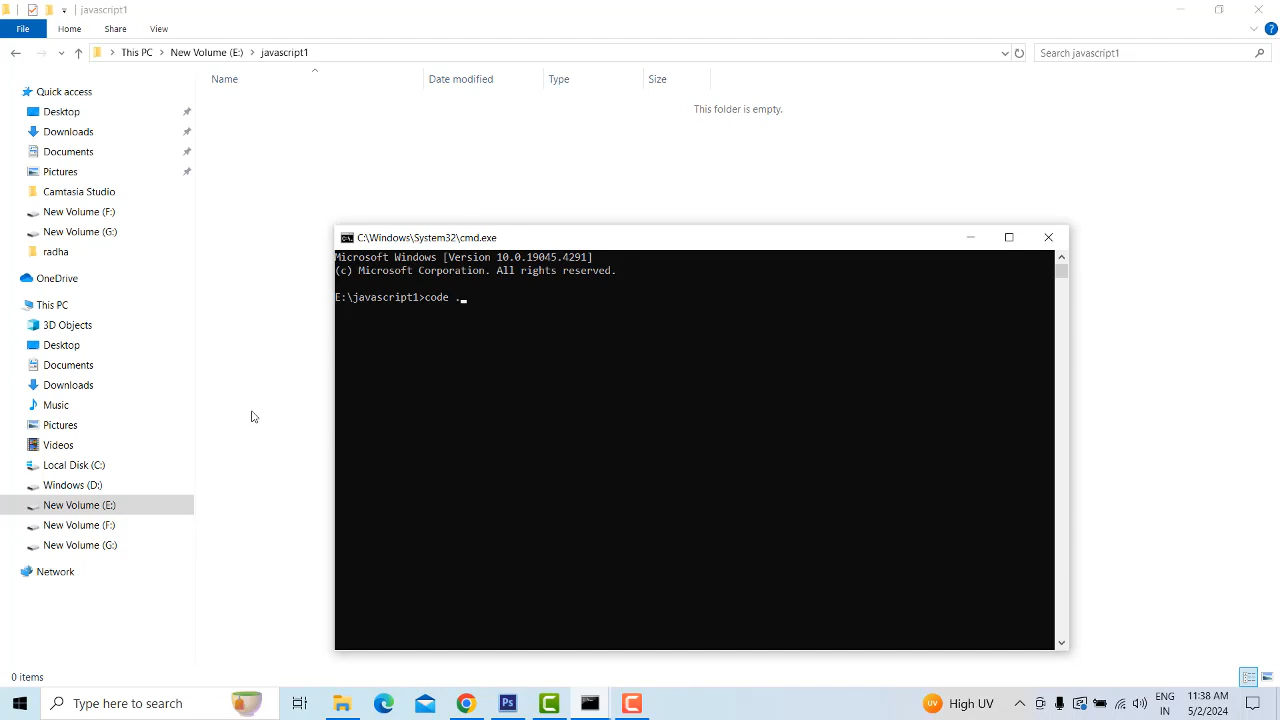 javascript1
File
Home
Share
View
This PC
New Volume (E:)
javascript1
Search javascript1
Name
Date modified
Type
Size
This folder is empty.
Quick access
Desktop
Downloads
Documents
Pictures
Camtasia Studio
New Volume (F:)
New Volume (G:)
radha
OneDrive
This PC
3D Objects
Desktop
Documents
Downloads
Music
Pictures
Videos
Local Disk (C:)
Windows (D:)
New Volume (E:)
New Volume (F:)
New Volume (G:)
Network
C:\Windows\System32\cmd.exe
Microsoft Windows [Version 10.0.19045.4291]
(c) Microsoft Corporation. All rights reserved.
E:\javascript1>code ._
0 items
Type here to search
Ps
UV
High UV
ENG
IN
11:38 AM
5/2/2024